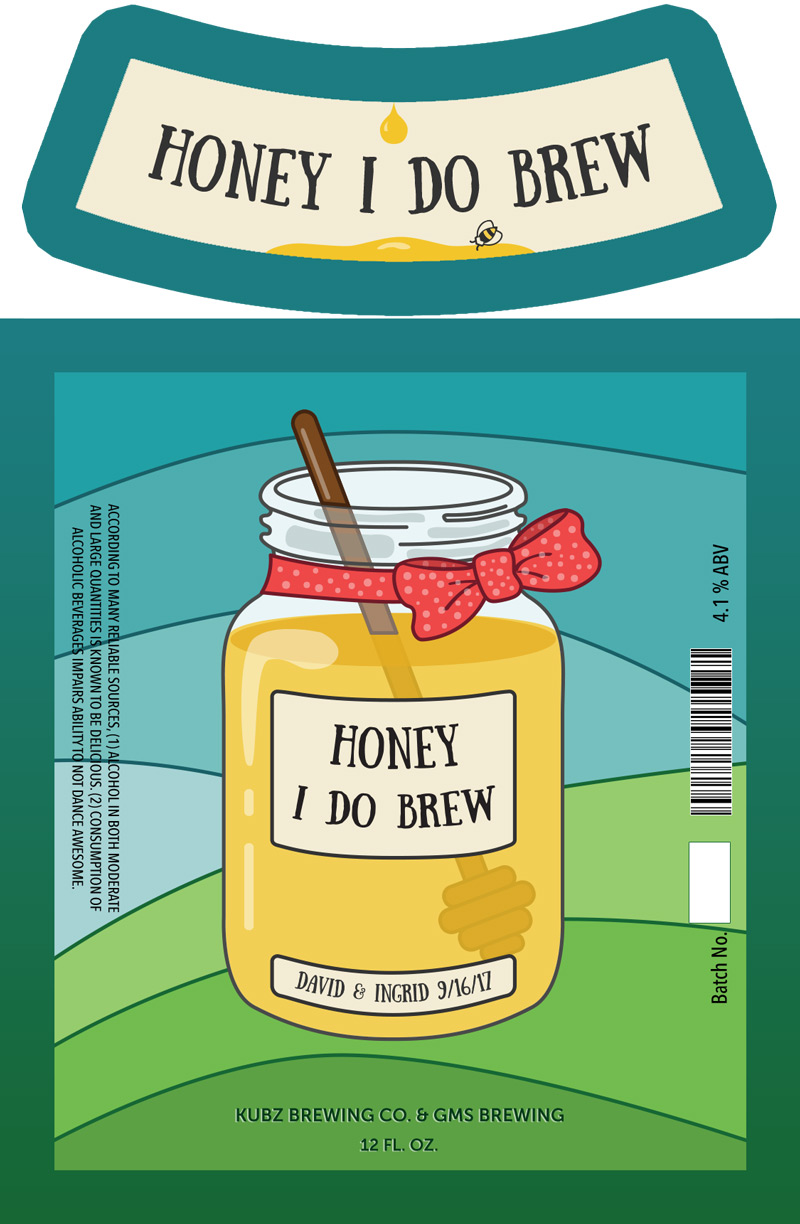 HONEY I DO BREW
ACCORDING TO MANY RELIABLE SOURCES, (1) ALCOHOL IN BOTH MODERATE
AND LARGE QUANTITIES IS KNOWN TO BE DELICIOUS. (2) CONSUMPTION OF
ALCOHOLIC BEVERAGES IMPAIRS ABILITY TO NOT DANCE AWESOME.
HONEY
I DO BREW
DAVID & INGRID 9/16/17
4.1 % ABV
Batch No.
KUBZ BREWING CO. & GMS BREWING
12 FL. OZ.